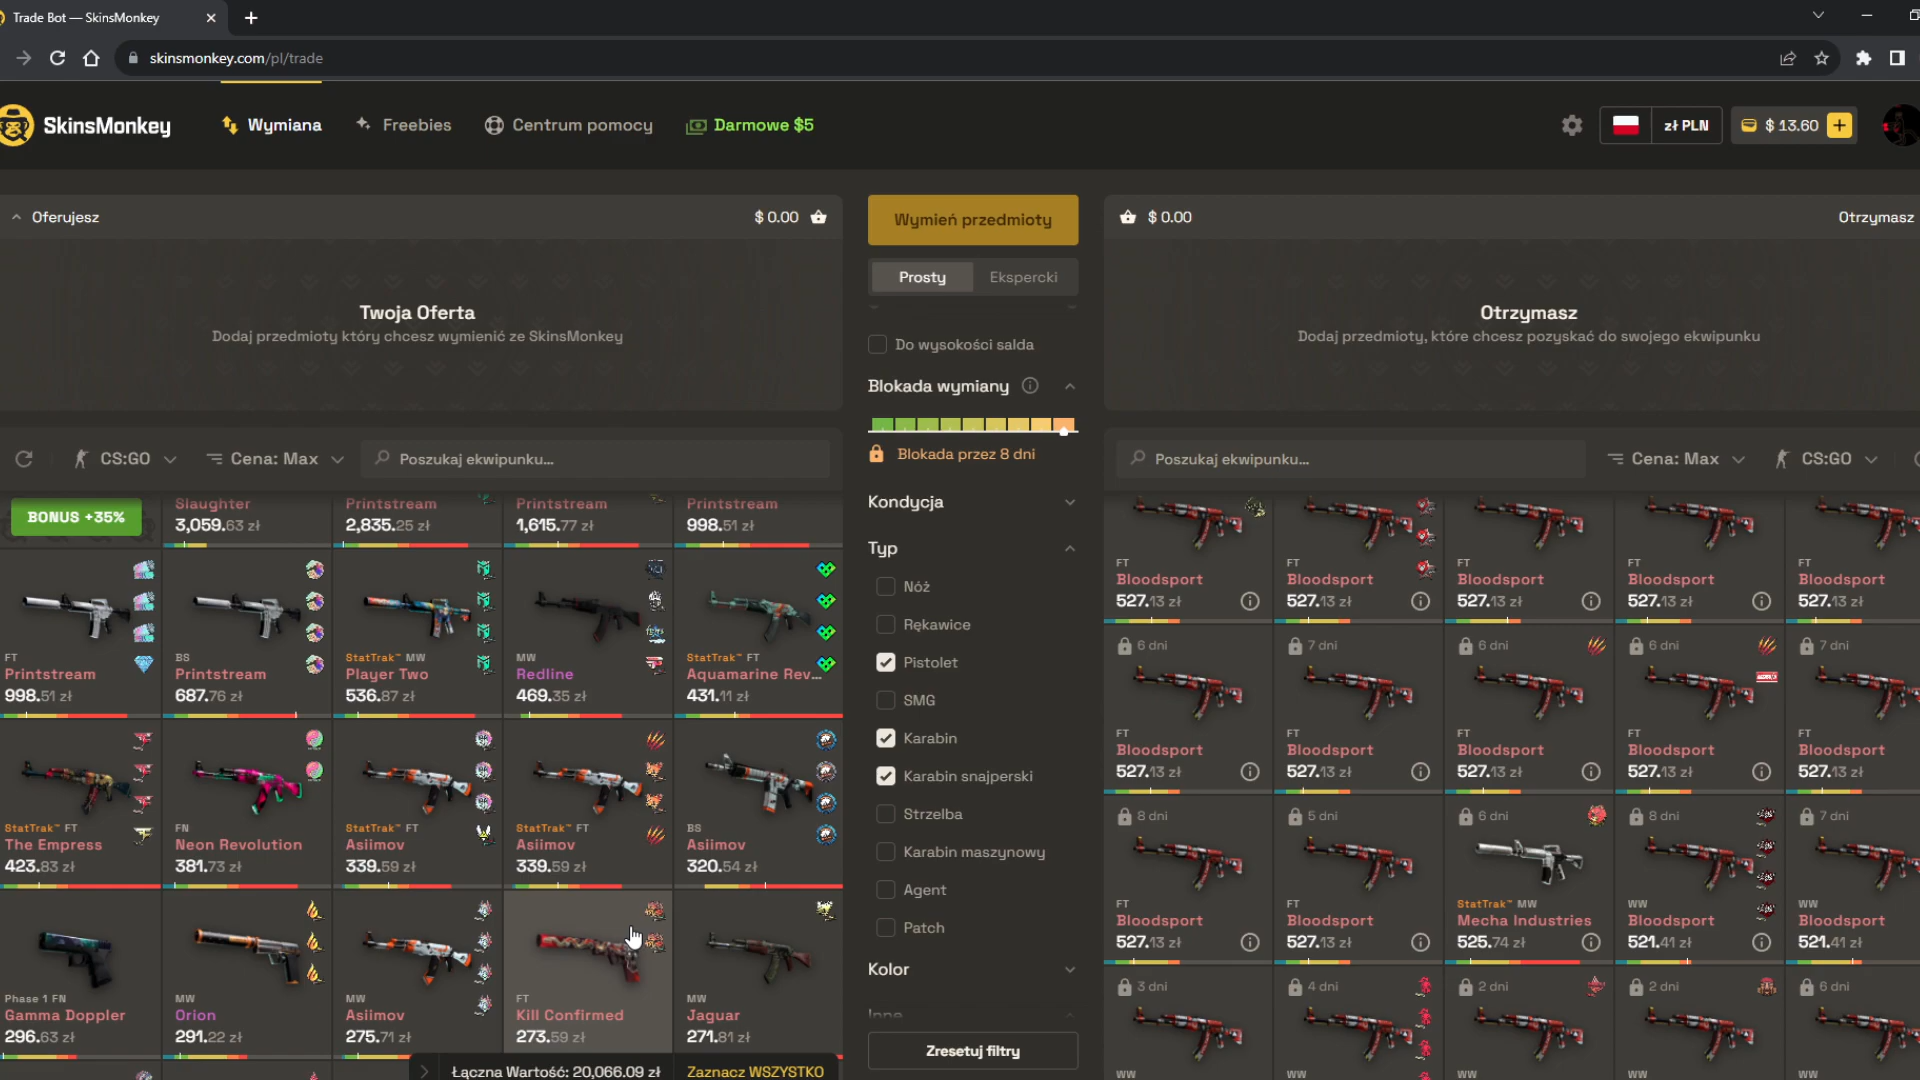 Trade Bot — SkinsMonkey
skinsmonkey.com/pl/trade
SkinsMonkey
Wymiana
Freebies
Centrum pomocy
Darmowe $5
zł PLN
$ 13.60
Oferujesz
$ 0.00
Wymień przedmioty
$ 0.00
Otrzymasz
Prosty
Ekspercki
Twoja Oferta
Dodaj przedmioty który chcesz wymienić ze SkinsMonkey
Otrzymasz
Dodaj przedmioty, które chcesz pozyskać do swojego ekwipunku
Do wysokości salda
Blokada wymiany
Blokada przez 8 dni
Kondycja
Typ
Nóż
Rękawice
Pistolet
SMG
Karabin
Karabin snajperski
Strzelba
Karabin maszynowy
Agent
Patch
Kolor
Inne
Zresetuj filtry
CS:GO
Cena: Max
Poszukaj ekwipunku...
BONUS +35%
Slaughter
3,059.63 zł
Printstream
2,835.25 zł
Printstream
1,615.77 zł
Printstream
998.51 zł
FT
Printstream
998.51 zł
BS
Printstream
687.76 zł
StatTrak™ MW
Player Two
536.87 zł
MW
Redline
469.35 zł
StatTrak™ FT
Aquamarine Rev...
431.11 zł
StatTrak™ FT
The Empress
423.83 zł
FN
Neon Revolution
381.73 zł
StatTrak™ FT
Asiimov
339.59 zł
StatTrak™ FT
Asiimov
339.59 zł
BS
Asiimov
320.54 zł
Phase 1 FN
Gamma Doppler
296.63 zł
MW
Orion
291.22 zł
MW
Asiimov
275.71 zł
FT
Kill Confirmed
273.59 zł
MW
Jaguar
271.81 zł
Łączna Wartość: 20,066.09 zł
Zaznacz WSZYSTKO
Poszukaj ekwipunku...
Cena: Max
CS:GO
FT
Bloodsport
527.13 zł
FT
Bloodsport
527.13 zł
FT
Bloodsport
527.13 zł
FT
Bloodsport
527.13 zł
FT
Bloodsport
527.13 zł
6 dni
FT
Bloodsport
527.13 zł
7 dni
FT
Bloodsport
527.13 zł
6 dni
FT
Bloodsport
527.13 zł
6 dni
FT
Bloodsport
527.13 zł
7 dni
FT
Bloodsport
527.13 zł
8 dni
FT
Bloodsport
527.13 zł
5 dni
FT
Bloodsport
527.13 zł
6 dni
StatTrak™ MW
Mecha Industries
525.74 zł
8 dni
WW
Bloodsport
521.41 zł
7 dni
WW
Bloodsport
521.41 zł
3 dni
WW
4 dni
WW
2 dni
WW
2 dni
WW
6 dni
WW